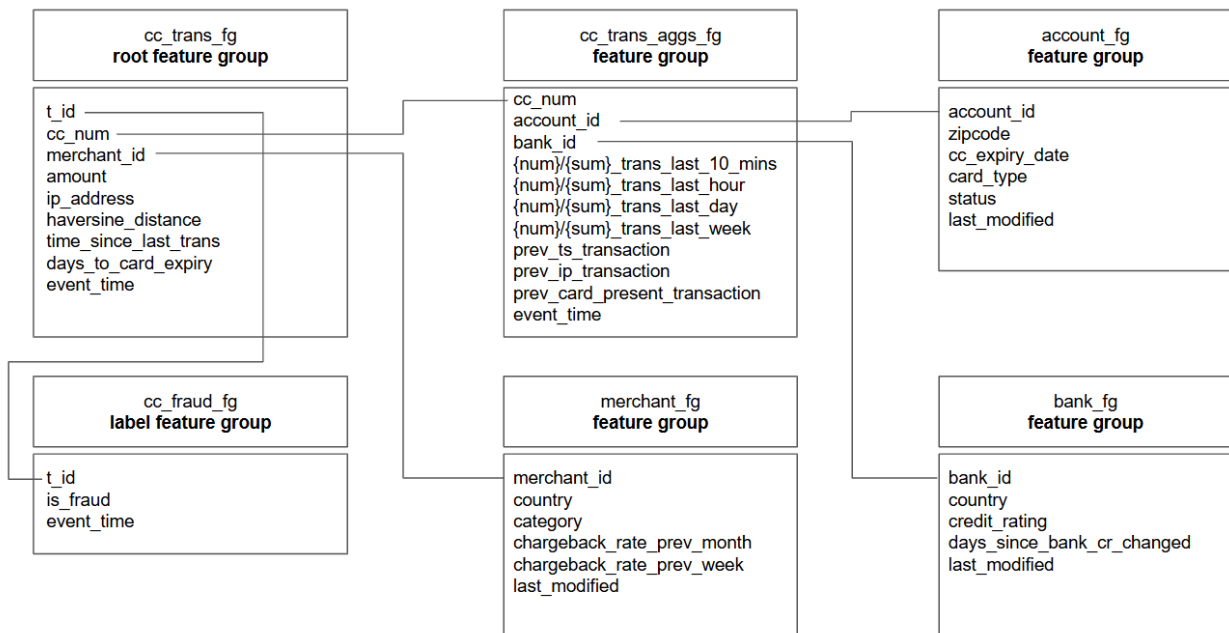 cc_trans_fg
root feature group
t_id
cc_num
merchant_id
amount
ip_address
haversine_distance
time_since_last_trans
days_to_card_expiry
event_time
cc_trans_aggs_fg
feature group
cc_num
account_id
bank_id
{num}/{sum}_trans_last_10_mins
{num}/{sum}_trans_last_hour
{num}/{sum}_trans_last_day
{num}/{sum}_trans_last_week
prev_ts_transaction
prev_ip_transaction
prev_card_present_transaction
event_time
account_fg
feature group
account_id
zipcode
cc_expiry_date
card_type
status
last_modified
cc_fraud_fg
label feature group
t_id
is_fraud
event_time
merchant_fg
feature group
merchant_id
country
category
chargeback_rate_prev_month
chargeback_rate_prev_week
last_modified
bank_fg
feature group
bank_id
country
credit_rating
days_since_bank_cr_changed
last_modified